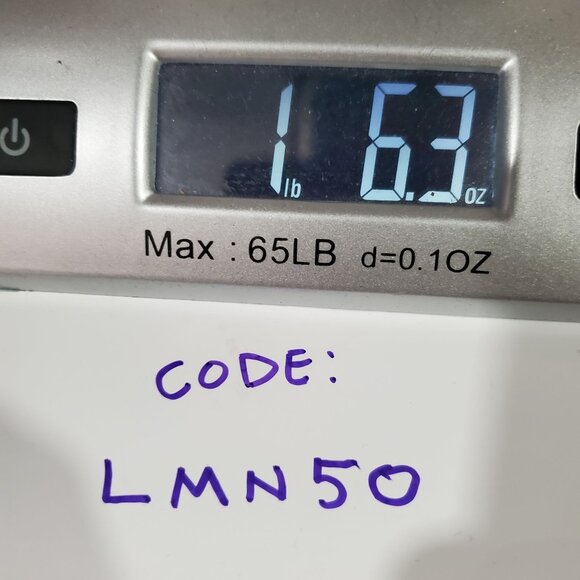 1 lb 6.3 oz
Max : 65LB d=0.1OZ
CODE:
LMN50